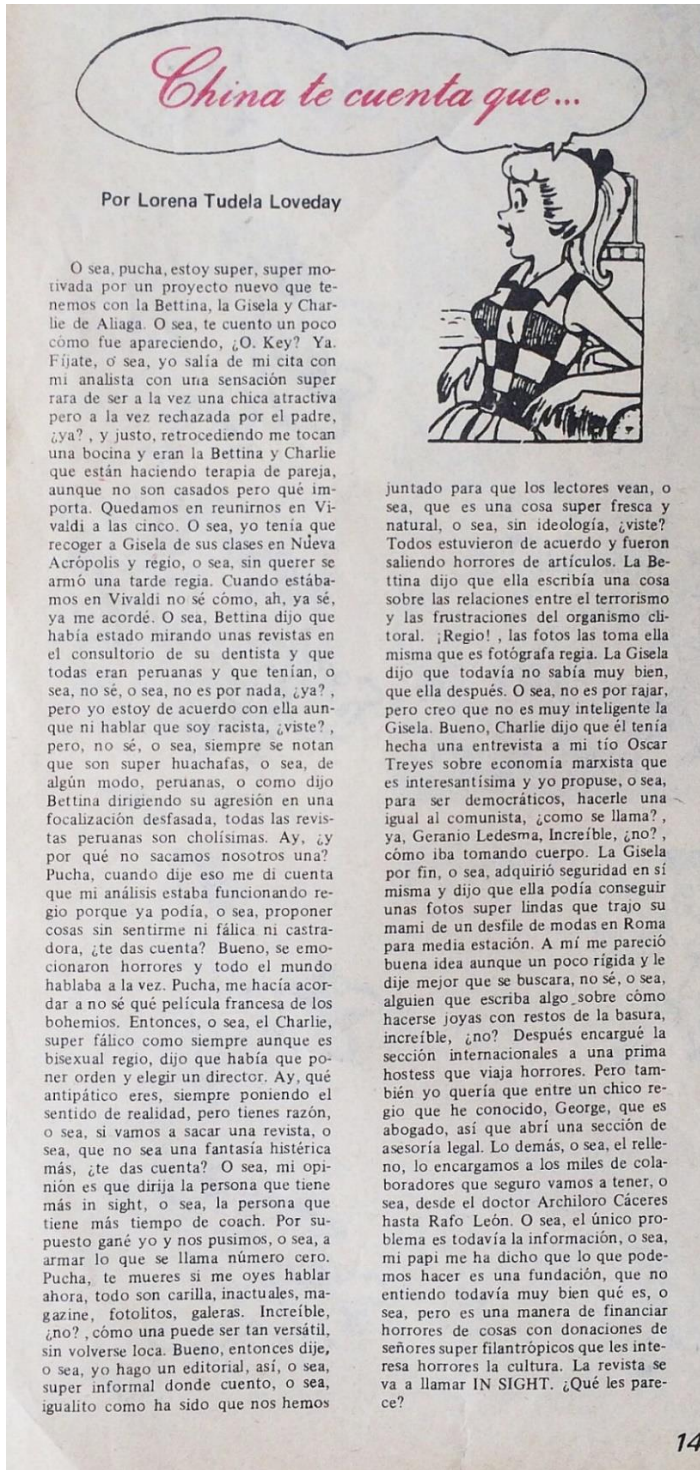 China te cuenta que...
Por Lorena Tudela Loveday
O sea, pucha, estoy super, super mo-
tivada por un proyecto nuevo que te-
nemos con la Bettina, la Gisela y Char-
lie de Aliaga. O sea, te cuento un poco
cómo fue apareciendo, ¿O. Key? Ya.
Fíjate, o sea, yo salía de mi cita con
mi analista con una sensación super
rara de ser a la vez una chica atractiva
pero a la vez rechazada por el padre,
¿ya? , y justo, retrocediendo me tocan
una bocina y eran la Bettina y Charlie
que están haciendo terapia de pareja,
aunque no son casados pero qué im-
porta. Quedamos en reunirnos en Vi-
valdi a las cinco. O sea, yo tenía que
recoger a Gisela de sus clases en Nueva
Acrópolis y régio, o sea, sin querer se
armó una tarde regia. Cuando estába-
mos en Vivaldi no sé cómo, ah, ya sé,
ya me acordé. O sea, Bettina dijo que
había estado mirando unas revistas en
el consultorio de su dentista y que
todas eran peruanas y que tenían, o
sea, no sé, o sea, no es por nada, ¿ya? ,
pero yo estoy de acuerdo con ella aun-
que ni hablar que soy racista, ¿viste? ,
pero, no sé, o sea, siempre se notan
que son super huachafas, o sea, de
algún modo, peruanas, o como dijo
Bettina dirigiendo su agresión en una
focalización desfasada, todas las revis-
tas peruanas son cholísimas. Ay, ¿y
por qué no sacamos nosotros una?
Pucha, cuando dije eso me di cuenta
que mi análisis estaba funcionando re-
gio porque ya podía, o sea, proponer
cosas sin sentirme ni fálica ni castra-
dora, ¿te das cuenta? Bueno, se emo-
cionaron horrores y todo el mundo
hablaba a la vez. Pucha, me hacía acor-
dar a no sé qué película francesa de los
bohemios. Entonces, o sea, el Charlie,
super fálico como siempre aunque es
bisexual regio, dijo que había que po-
ner orden y elegir un director. Ay, qué
antipático eres, siempre poniendo el
sentido de realidad, pero tienes razón,
o sea, si vamos a sacar una revista, o
sea, que no sea una fantasía histérica
más, ¿te das cuenta? O sea, mi opi-
nión es que dirija la persona que tiene
más in sight, o sea, la persona que
tiene más tiempo de coach. Por su-
puesto gané yo y nos pusimos, o sea, a
armar lo que se llama número cero.
Pucha, te mueres si me oyes hablar
ahora, todo son carilla, inactuales, ma-
gazine, fotolitos, galeras. Increíble,
¿no? , cómo una puede ser tan versátil,
sin volverse loca. Bueno, entonces dije,
o sea, yo hago un editorial, así, o sea,
super informal donde cuento, o sea,
igualito como ha sido que nos hemos
juntado para que los lectores vean, o
sea, que es una cosa super fresca y
natural, o sea, sin ideología, ¿viste?
Todos estuvieron de acuerdo y fueron
saliendo horrores de artículos. La Be-
ttina dijo que ella escribía una cosa
sobre las relaciones entre el terrorismo
y las frustraciones del organismo cli-
toral. ¡Regio! , las fotos las toma ella
misma que es fotógrafa regia. La Gisela
dijo que todavía no sabía muy bien,
que ella después. O sea, no es por rajar,
pero creo que no es muy inteligente la
Gisela. Bueno, Charlie dijo que él tenía
hecha una entrevista a mi tío Oscar
Treyes sobre economía marxista que
es interesantísima y yo propuse, o sea,
para ser democráticos, hacerle una
igual al comunista, ¿como se llama? ,
ya, Geranio Ledesma, Increíble, ¿no? ,
cómo iba tomando cuerpo. La Gisela
por fin, o sea, adquirió seguridad en sí
misma y dijo que ella podía conseguir
unas fotos super lindas que trajo su
mami de un desfile de modas en Roma
para media estación. A mí me pareció
buena idea aunque un poco rígida y le
dije mejor que se buscara, no sé, o sea,
alguien que escriba algo sobre cómo
hacerse joyas con restos de la basura,
increíble, ¿no? Después encargué la
sección internacionales a una prima
hostess que viaja horrores. Pero tam-
bién yo quería que entre un chico re-
gio que he conocido, George, que es
abogado, así que abrí una sección de
asesoría legal. Lo demás, o sea, el relle-
no, lo encargamos a los miles de cola-
boradores que seguro vamos a tener, o
sea, desde el doctor Archiloro Cáceres
hasta Rafo León. O sea, el único pro-
blema es todavía la información, o sea,
mi papi me ha dicho que lo que pode-
mos hacer es una fundación, que no
entiendo todavía muy bien qué es, o
sea, pero es una manera de financiar
horrores de cosas con donaciones de
señores super filantrópicos que les inte-
resa horrores la cultura. La revista se
va a llamar IN SIGHT. ¿Qué les pare-
ce?
14